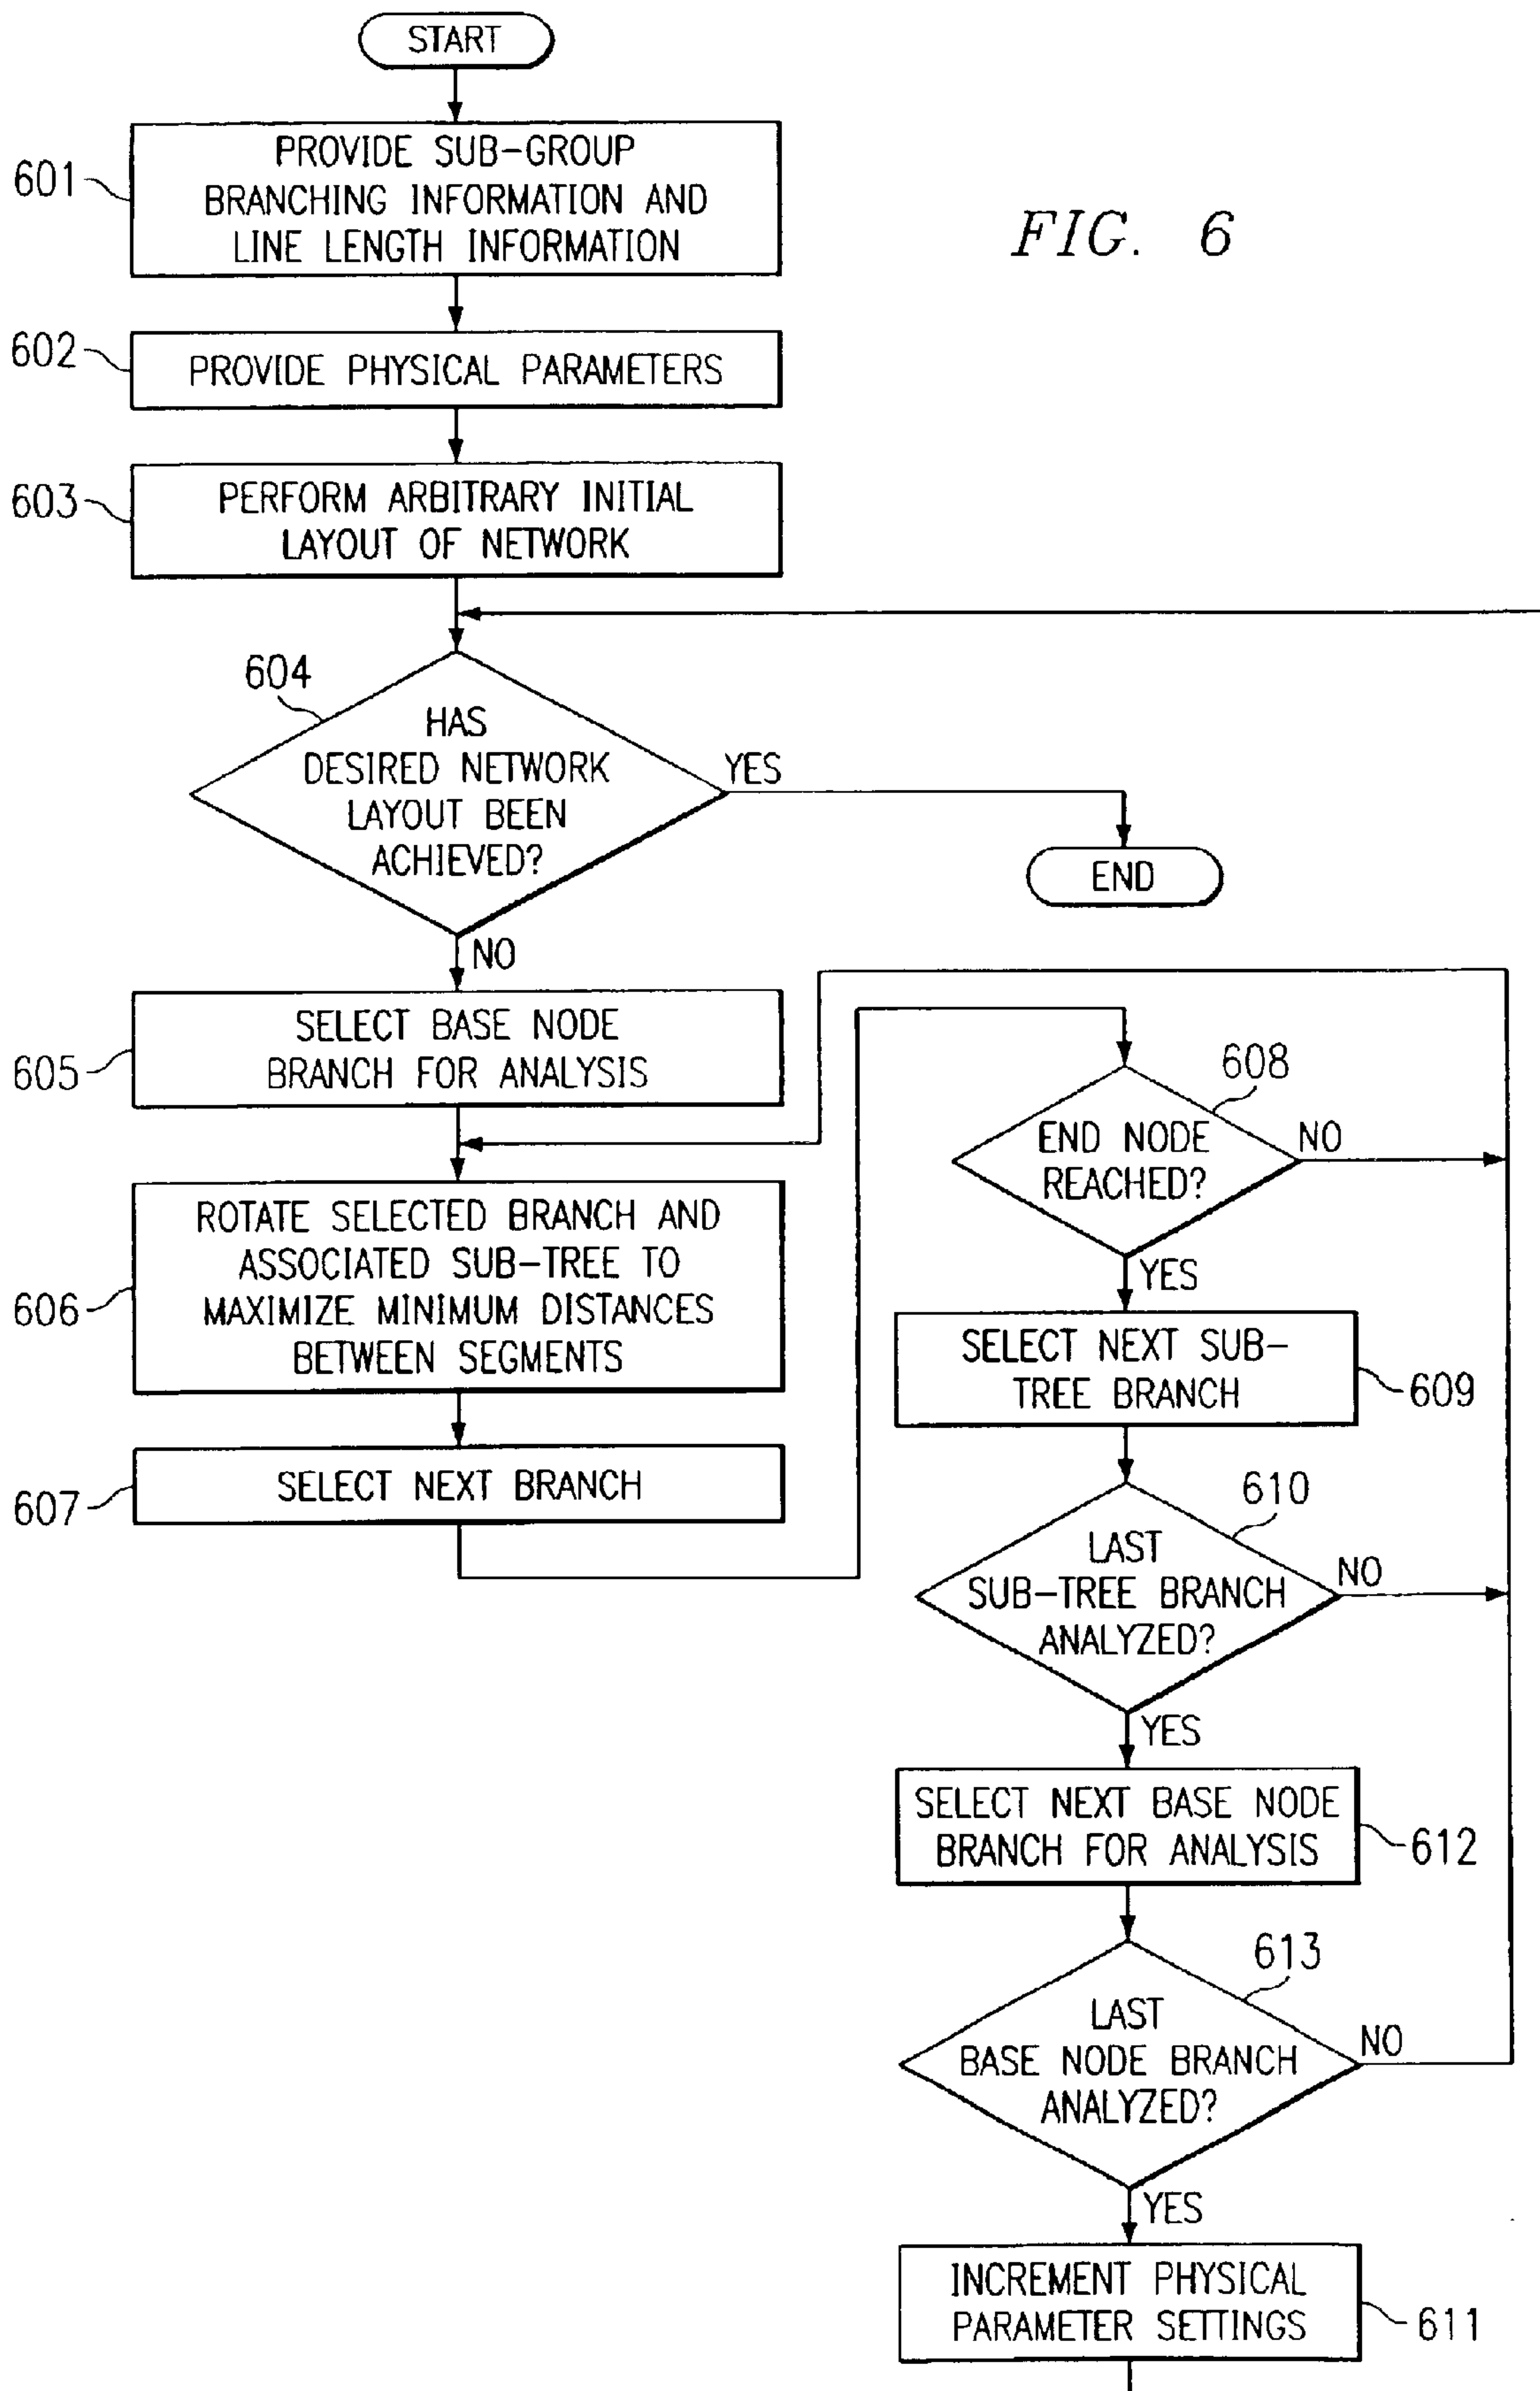 START
601
PROVIDE SUB-GROUP
BRANCHING INFORMATION AND
LINE LENGTH INFORMATION
FIG. 6
602
PROVIDE PHYSICAL PARAMETERS
603
PERFORM ARBITRARY INITIAL
LAYOUT OF NETWORK
604
HAS
DESIRED NETWORK
LAYOUT BEEN
ACHIEVED?
YES
END
NO
605
SELECT BASE NODE
BRANCH FOR ANALYSIS
606
ROTATE SELECTED BRANCH AND
ASSOCIATED SUB-TREE TO
MAXIMIZE MINIMUM DISTANCES
BETWEEN SEGMENTS
607
SELECT NEXT BRANCH
608
END NODE
REACHED?
NO
YES
SELECT NEXT SUB-
TREE BRANCH
609
610
LAST
SUB-TREE BRANCH
ANALYZED?
NO
YES
SELECT NEXT BASE NODE
BRANCH FOR ANALYSIS
612
613
LAST
BASE NODE BRANCH
ANALYZED?
NO
YES
INCREMENT PHYSICAL
PARAMETER SETTINGS
611